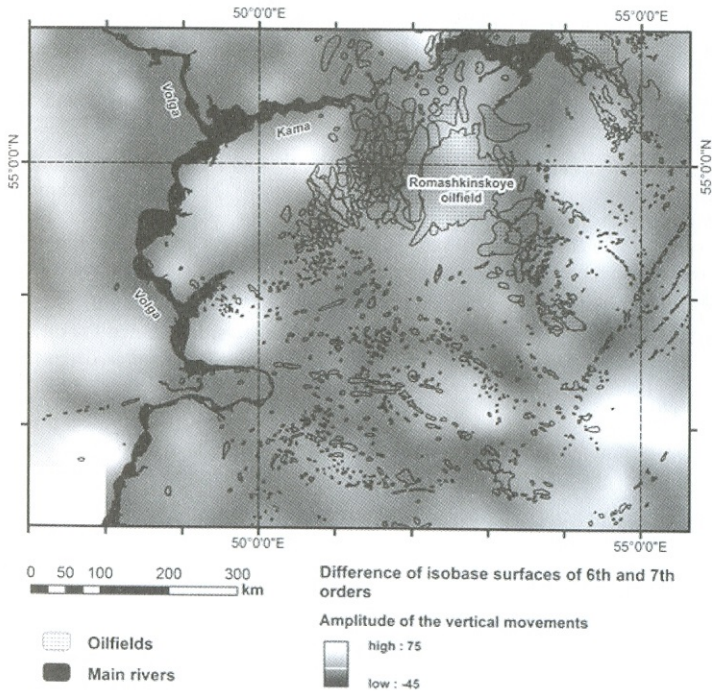 50°0'0"E
55°0'0"E
Volga
Kama
55°0'0"N
55°0'0"N
Romashkinskoye
oilfield
Volga
50°0'0"E
55°0'0"E
0 50 100 200 300
km
Oilfields
Main rivers
Difference of isobase surfaces of 6th and 7th
orders
Amplitude of the vertical movements
high : 75
low : -45